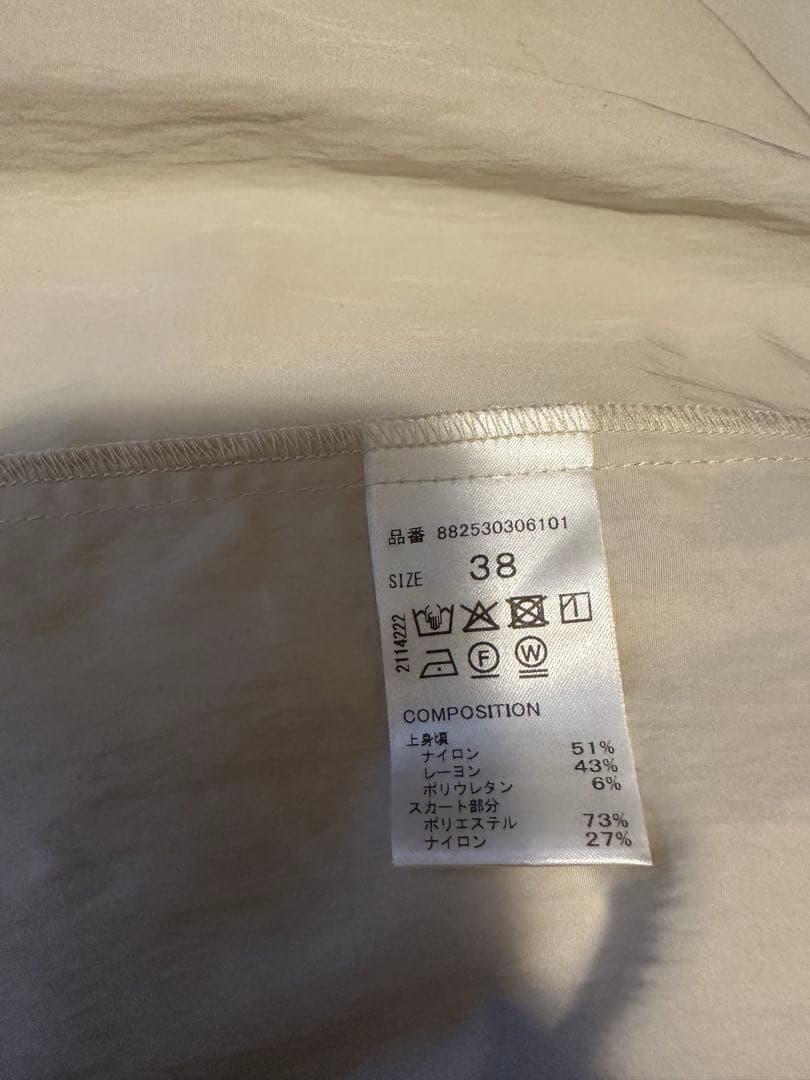 品番 882530306101
SIZE 38
2114222
F W
COMPOSITION
上身頃
ナイロン 51%
レーヨン 43%
ポリウレタン 6%
スカート部分
ポリエステル 73%
ナイロン 27%